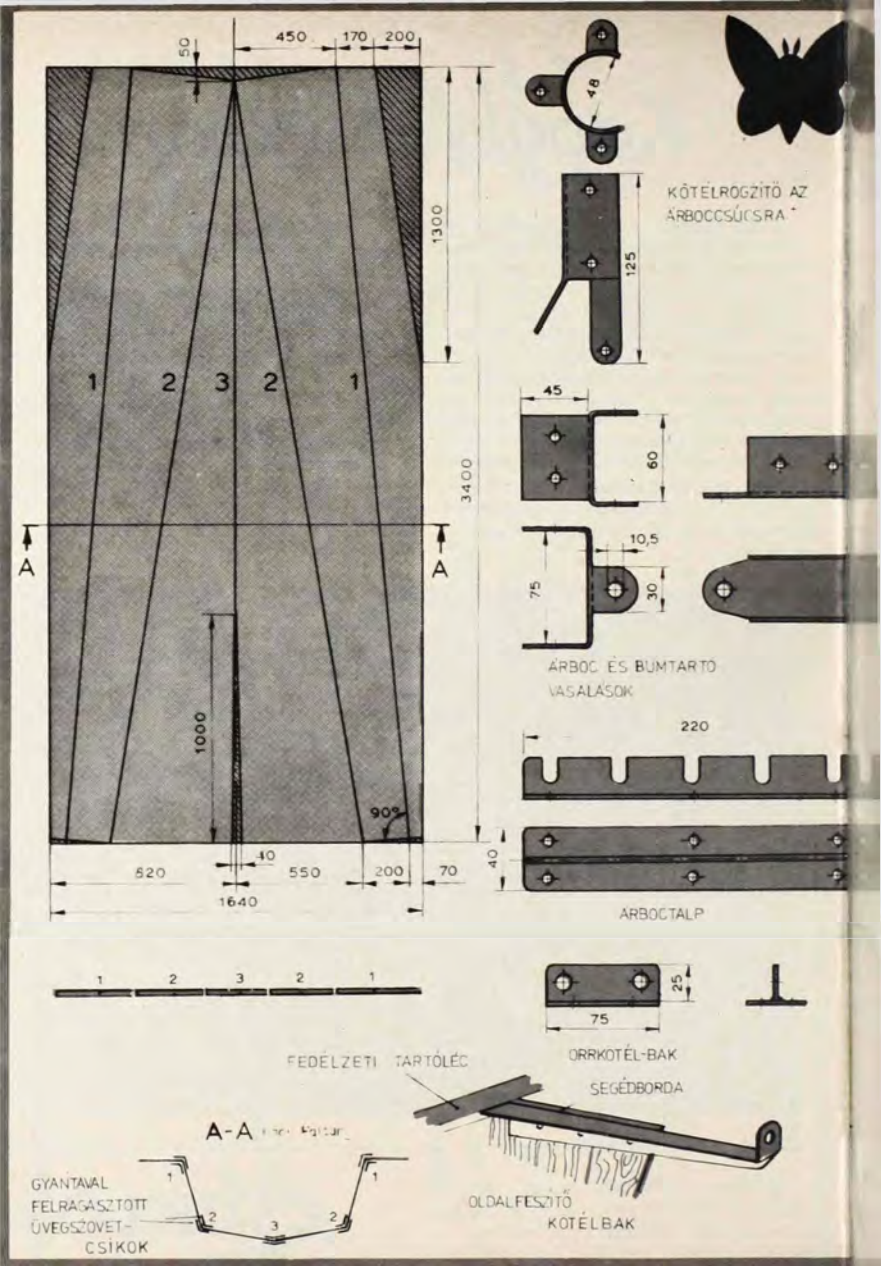 450
170
200
50
1300
3400
1
2
3
2
1
A
A
1000
90°
40
820
550
200
70
1640
48
KÖTÉLRÖGZÍTŐ AZ
ÁRBOCCSÚCSRA
125
45
60
10,5
75
30
ÁRBOC ÉS BUMTARTÓ
VASALÁSOK
220
40
ÁRBOCTALP
1
2
3
2
1
25
75
ORRKÖTÉL-BAK
FEDÉLZETI TARTÓLÉC
SEGÉDBORDA
OLDALFESZÍTŐ
KÖTÉLBAK
A-A
1
1
2
3
2
GYANTÁVAL
FELRAGASZTOTT
ÜVEGSZÖVET-
CSÍKOK